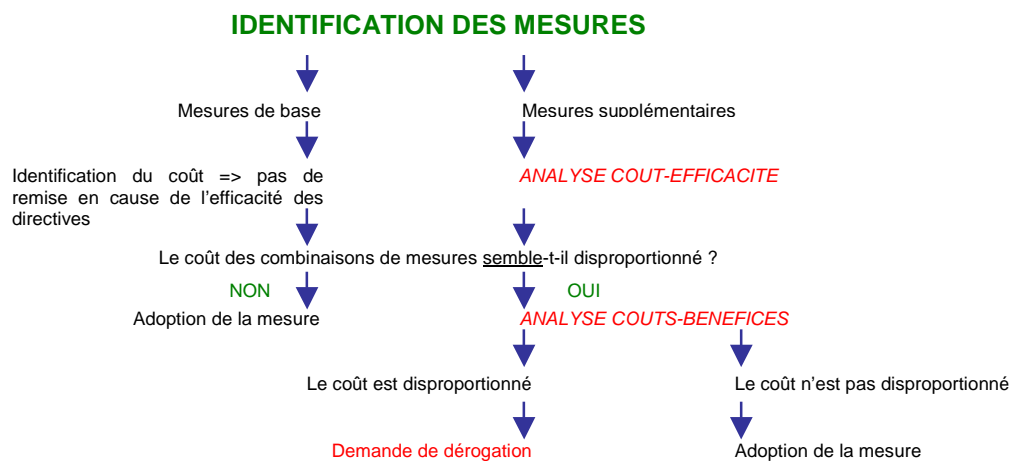 IDENTIFICATION DES MESURES
Mesures de base
Mesures supplémentaires
Identification du coût => pas de
remise en cause de l'efficacité des
directives
ANALYSE COUT-EFFICACITE
Le coût des combinaisons de mesures semble-t-il disproportionné ?
NON
OUI
Adoption de la mesure
ANALYSE COUTS-BENEFICES
Le coût est disproportionné
Le coût n'est pas disproportionné
Demande de dérogation
Adoption de la mesure